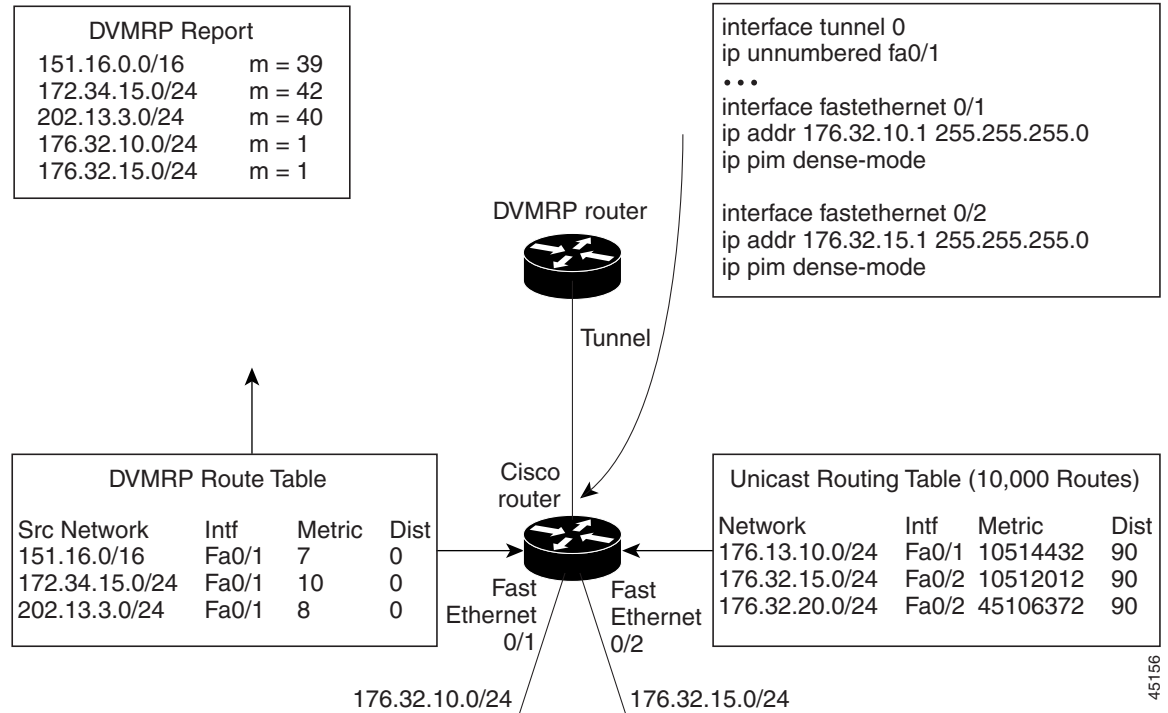 DVMRP Report
151.16.0.0/16 m = 39
172.34.15.0/24 m = 42
202.13.3.0/24 m = 40
176.32.10.0/24 m = 1
176.32.15.0/24 m = 1
interface tunnel 0
ip unnumbered fa0/1
• • •
interface fastethernet 0/1
ip addr 176.32.10.1 255.255.255.0
ip pim dense-mode
interface fastethernet 0/2
ip addr 176.32.15.1 255.255.255.0
ip pim dense-mode
DVMRP router
Tunnel
DVMRP Route Table
Src Network Intf Metric Dist
151.16.0/16 Fa0/1 7 0
172.34.15.0/24 Fa0/1 10 0
202.13.3.0/24 Fa0/1 8 0
Cisco
router
Unicast Routing Table (10,000 Routes)
Network Intf Metric Dist
176.13.10.0/24 Fa0/1 10514432 90
176.32.15.0/24 Fa0/2 10512012 90
176.32.20.0/24 Fa0/2 45106372 90
Fast
Ethernet
0/1
Fast
Ethernet
0/2
176.32.10.0/24
176.32.15.0/24
45156